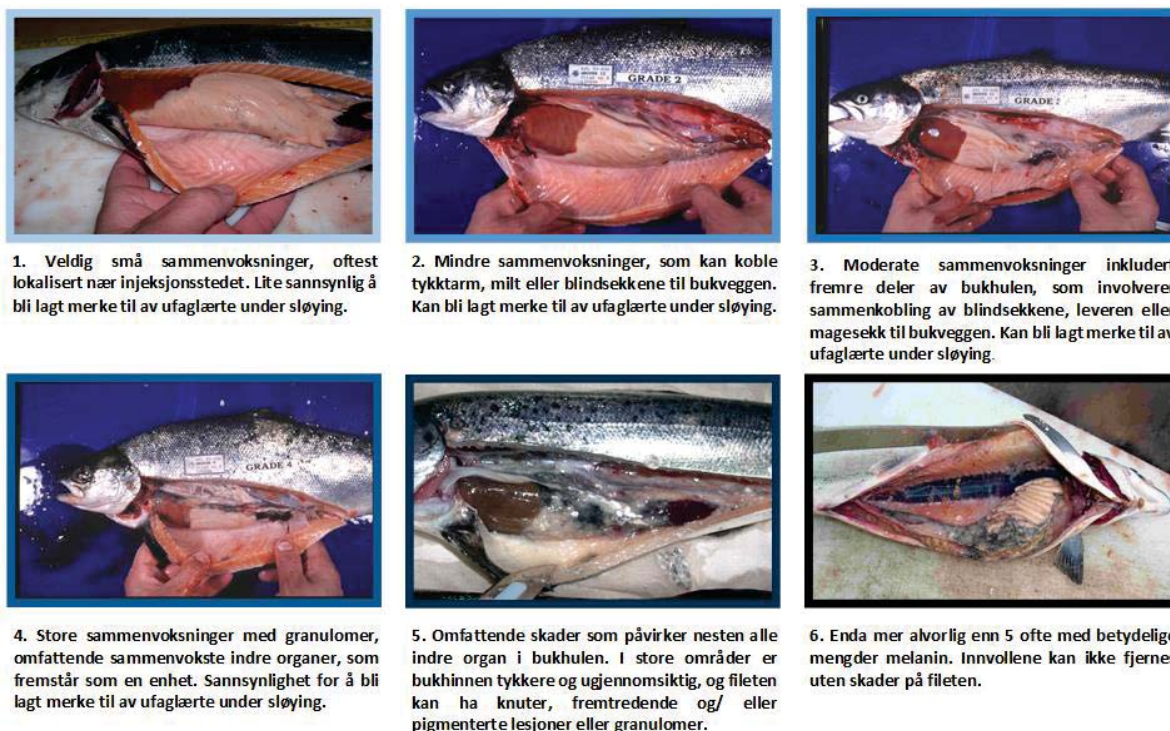 GRADE 2
GRADE
1. Veldig små sammenvoksninger, oftest
lokalisert nær injeksjonsstedet. Lite sannsynlig å
bli lagt merke til av ufaglærte under sløying.
2. Mindre sammenvoksninger, som kan koble
tykktarm, milt eller blindsekkene til bukveggen.
Kan bli lagt merke til av ufaglærte under sløying.
3. Moderate sammenvoksninger inkludert
fremre deler av bukhulen, som involverer
sammenkobling av blindsekkene, leveren eller
magesekk til bukveggen. Kan bli lagt merke til av
ufaglærte under sløying.
GRADE 4
4. Store sammenvoksninger med granulomer,
omfattende sammenvokste indre organer, som
fremstår som en enhet. Sannsynlighet for å bli
lagt merke til av ufaglærte under sløying.
5. Omfattende skader som påvirker nesten alle
indre organ i bukhulen. I store områder er
bukhinnen tykkere og ugjennomsiktig, og fileten
kan ha knuter, fremtredende og/ eller
pigmenterte lesjoner eller granulomer.
6. Enda mer alvorlig enn 5 ofte med betydelige
mengder melanin. Innvollene kan ikke fjernes
uten skader på fileten.